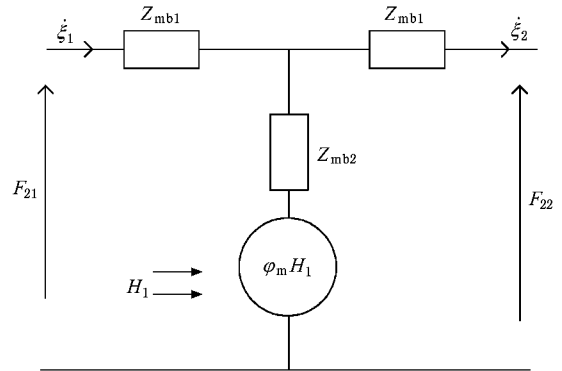 ξ̇₁
Z_mb1
Z_mb1
ξ̇₂
Z_mb2
F₂₁
F₂₂
φ_m H₁
H₁